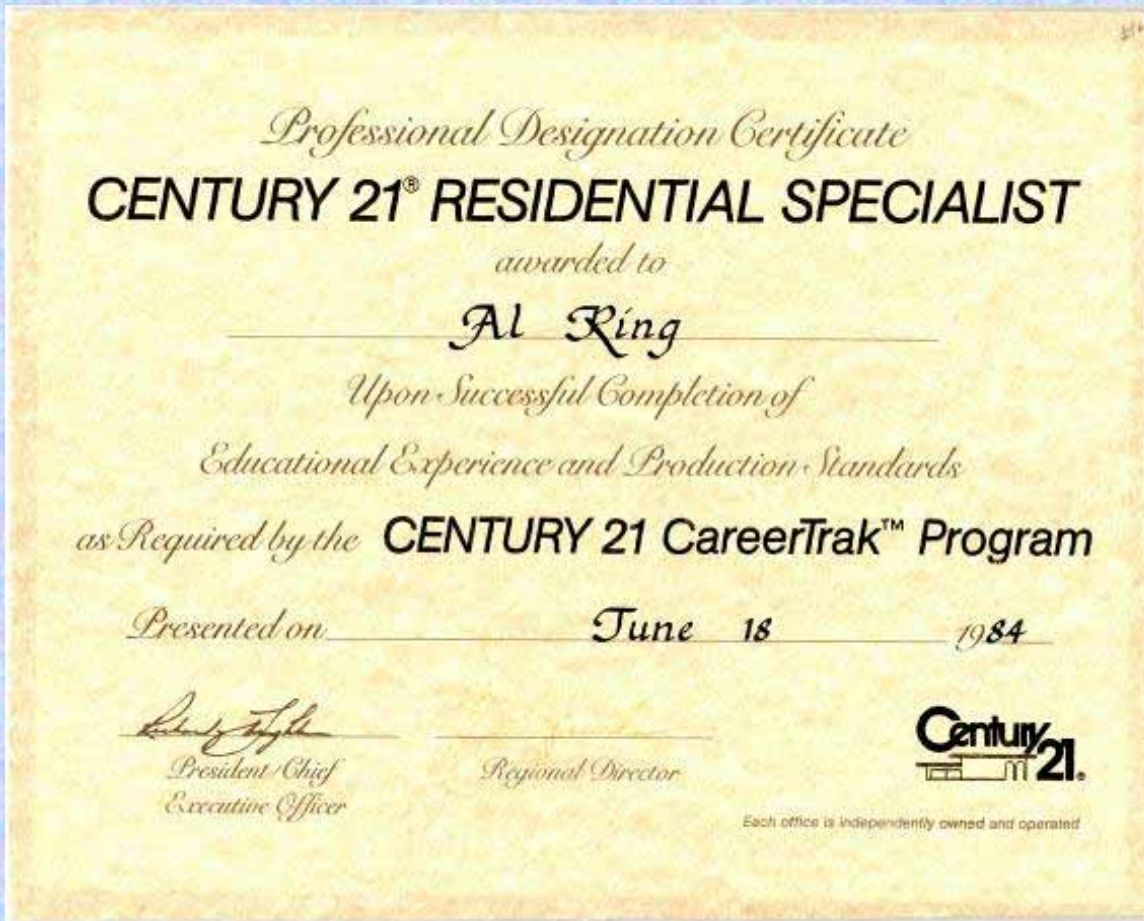 Professional Designation Certificate
CENTURY 21® RESIDENTIAL SPECIALIST
awarded to
Al King
Upon Successful Completion of
Educational Experience and Production Standards
as Required by the CENTURY 21 CareerTrak™ Program
Presented on June 18 1984
President/Chief
Executive Officer
Regional Director
Century 21®
Each office is independently owned and operated